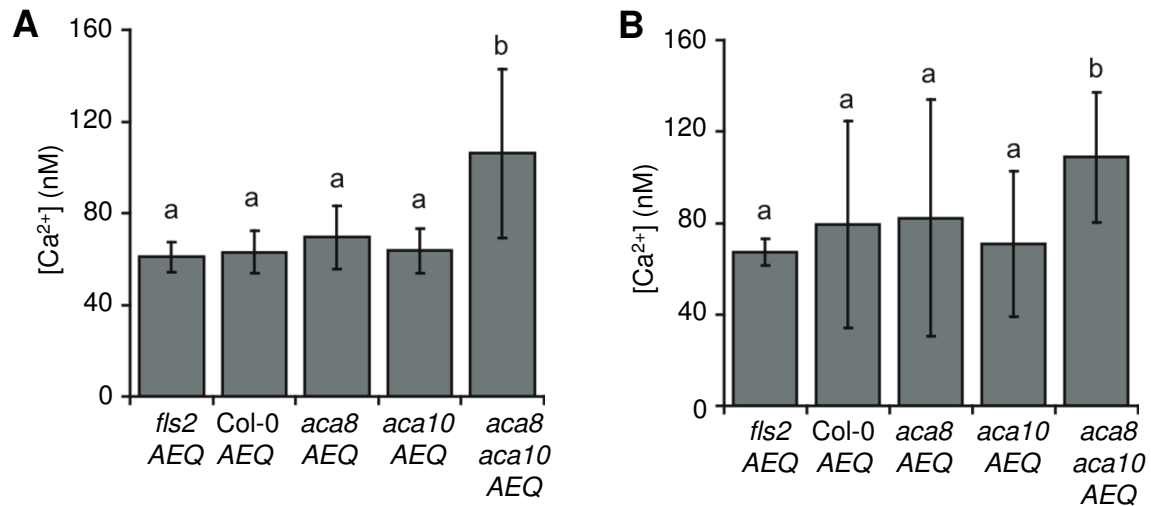 A
160
120
80
40
0
[Ca²⁺] (nM)
a
a
a
a
b
fls2 Col-0 aca8 aca10 aca8
AEQ AEQ AEQ AEQ aca10
AEQ
B
160
120
80
40
0
[Ca²⁺] (nM)
a
a
a
a
b
fls2 Col-0 aca8 aca10 aca8
AEQ AEQ AEQ AEQ aca10
AEQ